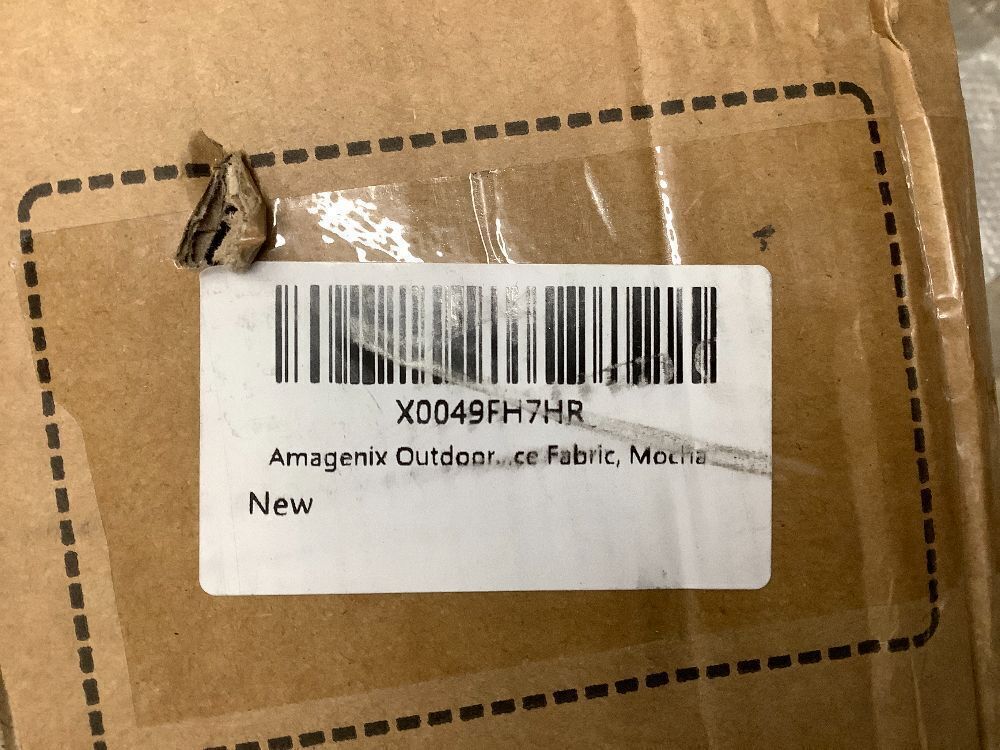 X0049FH7HR
Amagenix Outdoor...ce Fabric, Mocha
New